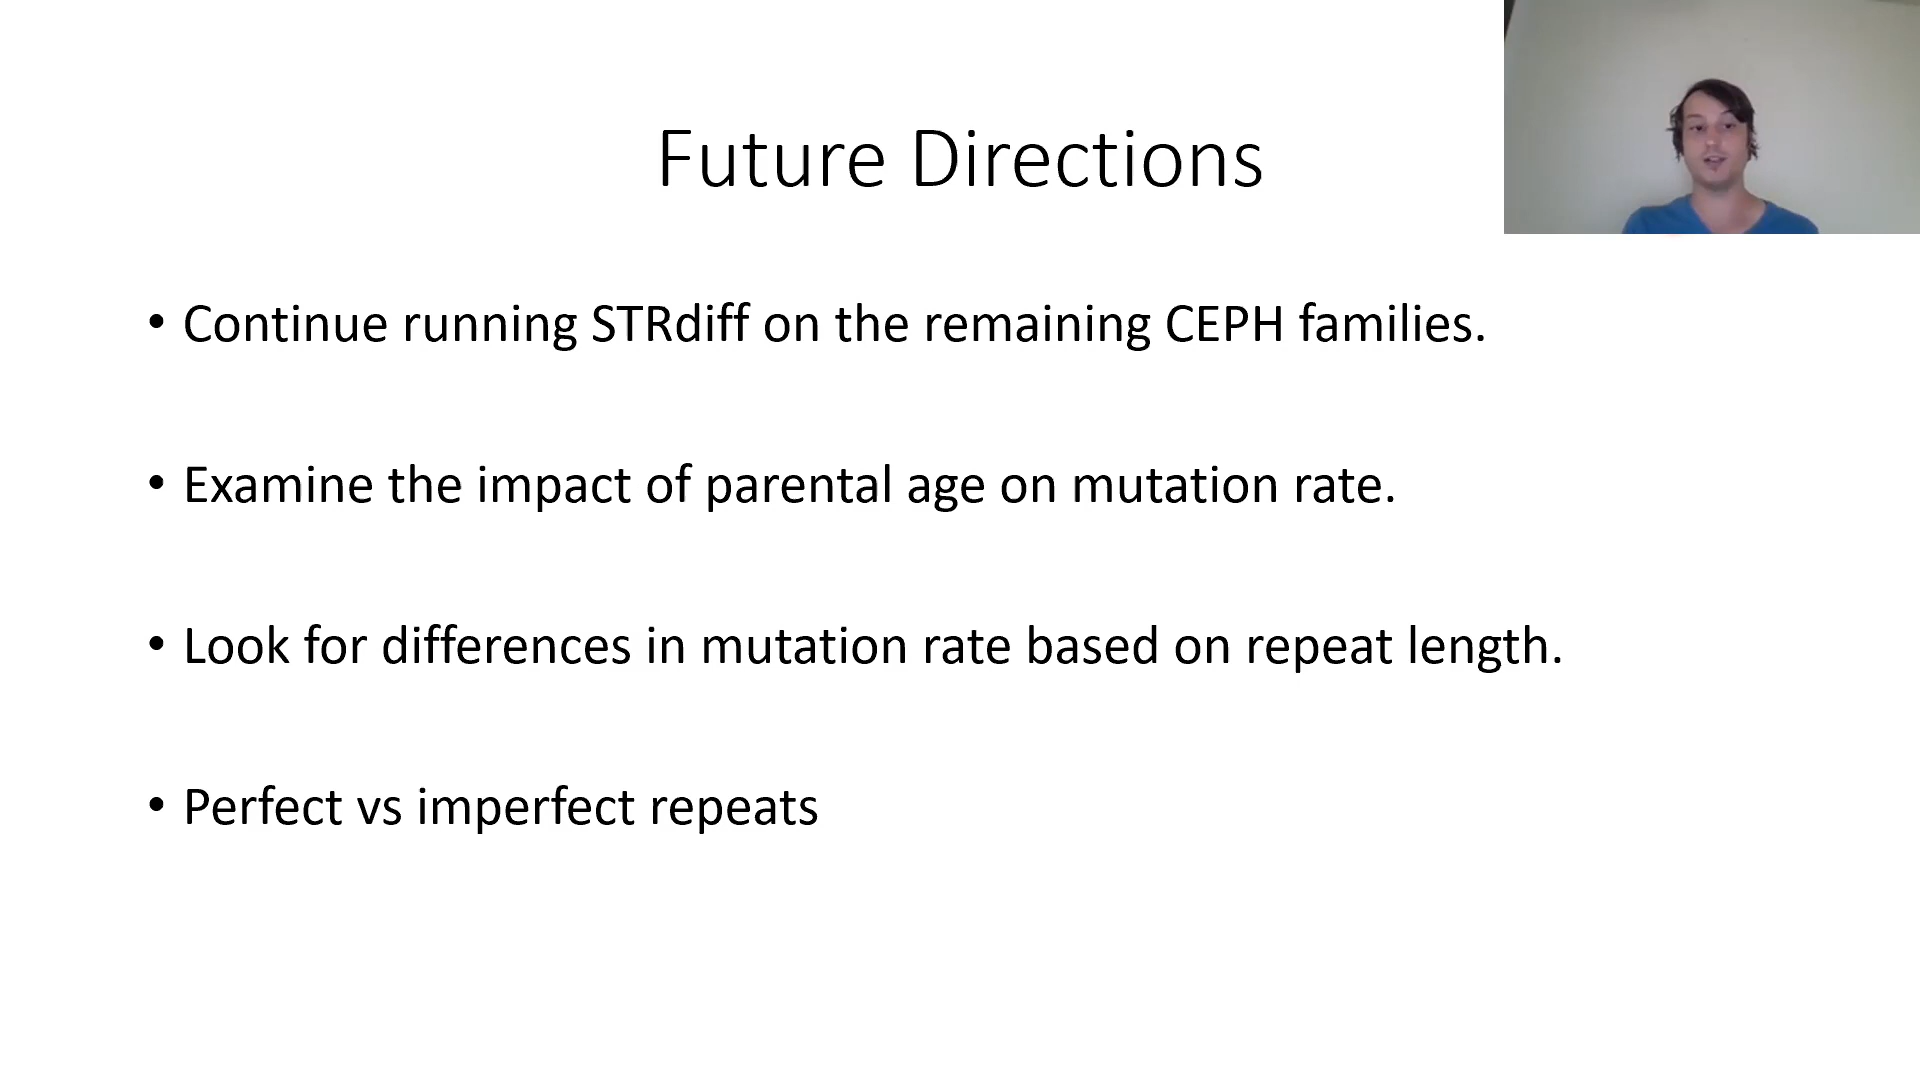 Future Directions
• Continue running STRdiff on the remaining CEPH families.
• Examine the impact of parental age on mutation rate.
• Look for differences in mutation rate based on repeat length.
• Perfect vs imperfect repeats